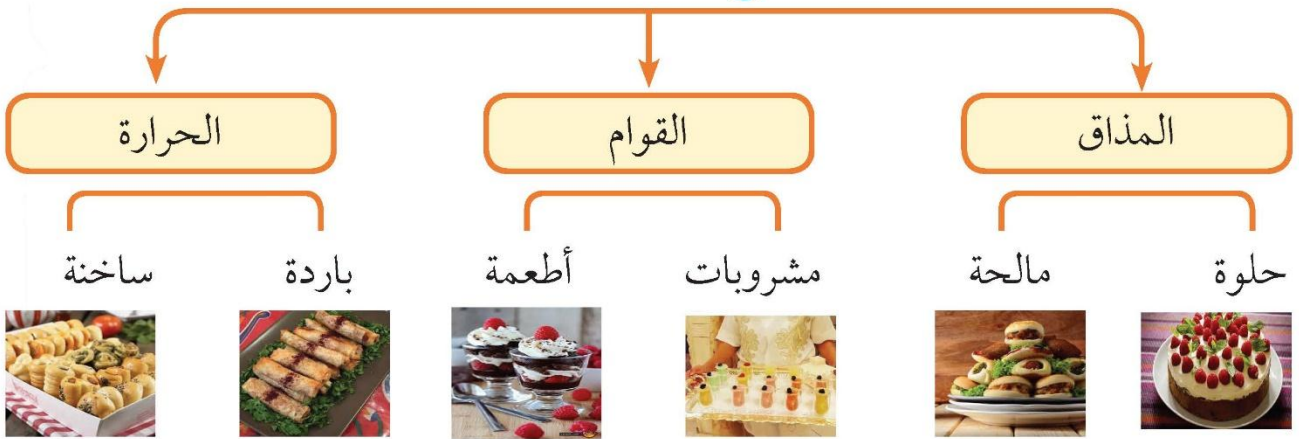 المذاق
القوام
الحرارة
حلوة
مالحة
مشروبات
أطعمة
باردة
ساخنة